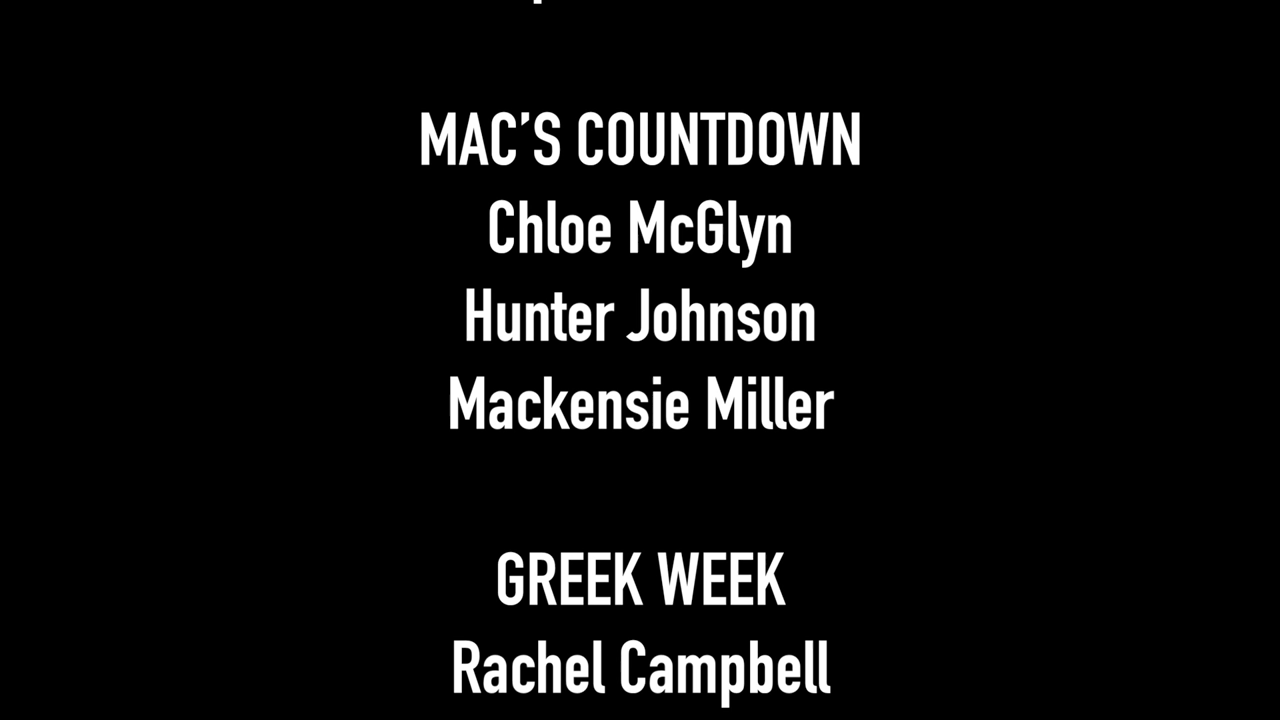 MAC’S COUNTDOWN
Chloe McGlyn
Hunter Johnson
Mackensie Miller
GREEK WEEK
Rachel Campbell